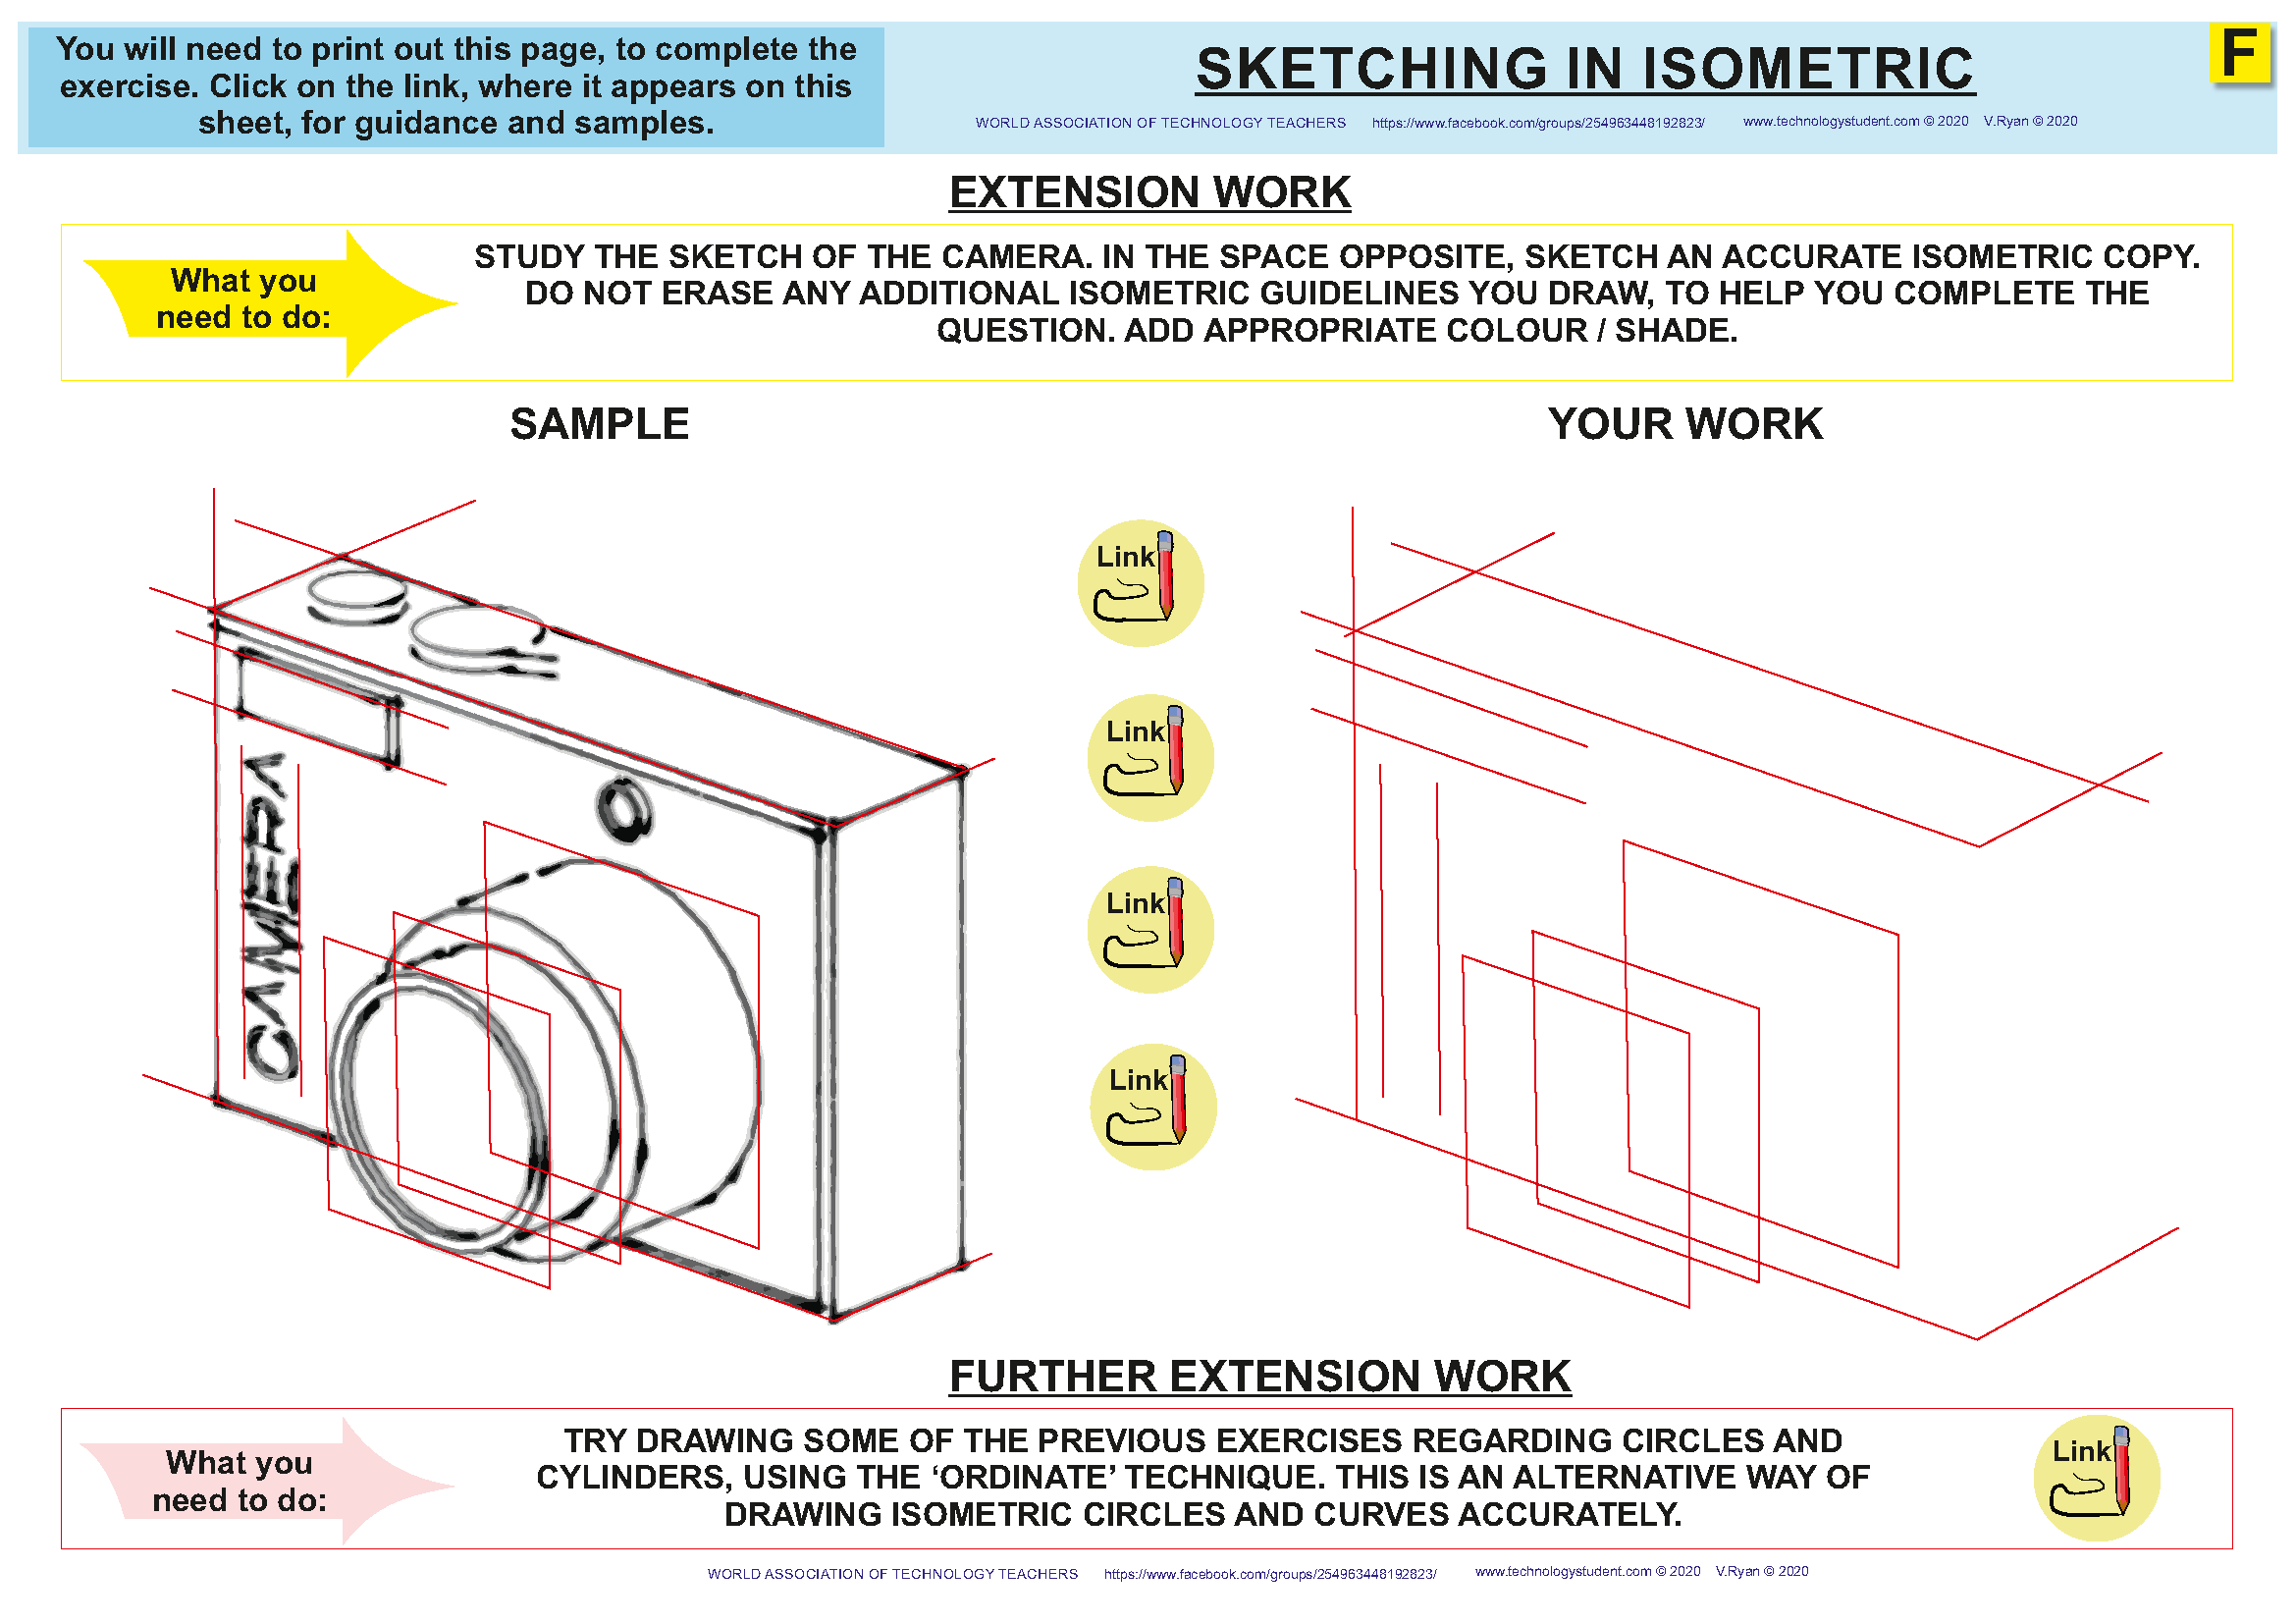 You will need to print out this page, to complete the
exercise. Click on the link, where it appears on this
sheet, for guidance and samples.
SKETCHING IN ISOMETRIC
F
WORLD ASSOCIATION OF TECHNOLOGY TEACHERS https://www.facebook.com/groups/254963448192823/ www.technologystudent.com © 2020 V.Ryan © 2020
EXTENSION WORK
What you
need to do:
STUDY THE SKETCH OF THE CAMERA. IN THE SPACE OPPOSITE, SKETCH AN ACCURATE ISOMETRIC COPY.
DO NOT ERASE ANY ADDITIONAL ISOMETRIC GUIDELINES YOU DRAW, TO HELP YOU COMPLETE THE
QUESTION. ADD APPROPRIATE COLOUR / SHADE.
SAMPLE
YOUR WORK
CAMERA
Link
Link
Link
Link
FURTHER EXTENSION WORK
What you
need to do:
TRY DRAWING SOME OF THE PREVIOUS EXERCISES REGARDING CIRCLES AND
CYLINDERS, USING THE ‘ORDINATE’ TECHNIQUE. THIS IS AN ALTERNATIVE WAY OF
DRAWING ISOMETRIC CIRCLES AND CURVES ACCURATELY.
Link
WORLD ASSOCIATION OF TECHNOLOGY TEACHERS https://www.facebook.com/groups/254963448192823/ www.technologystudent.com © 2020 V.Ryan © 2020